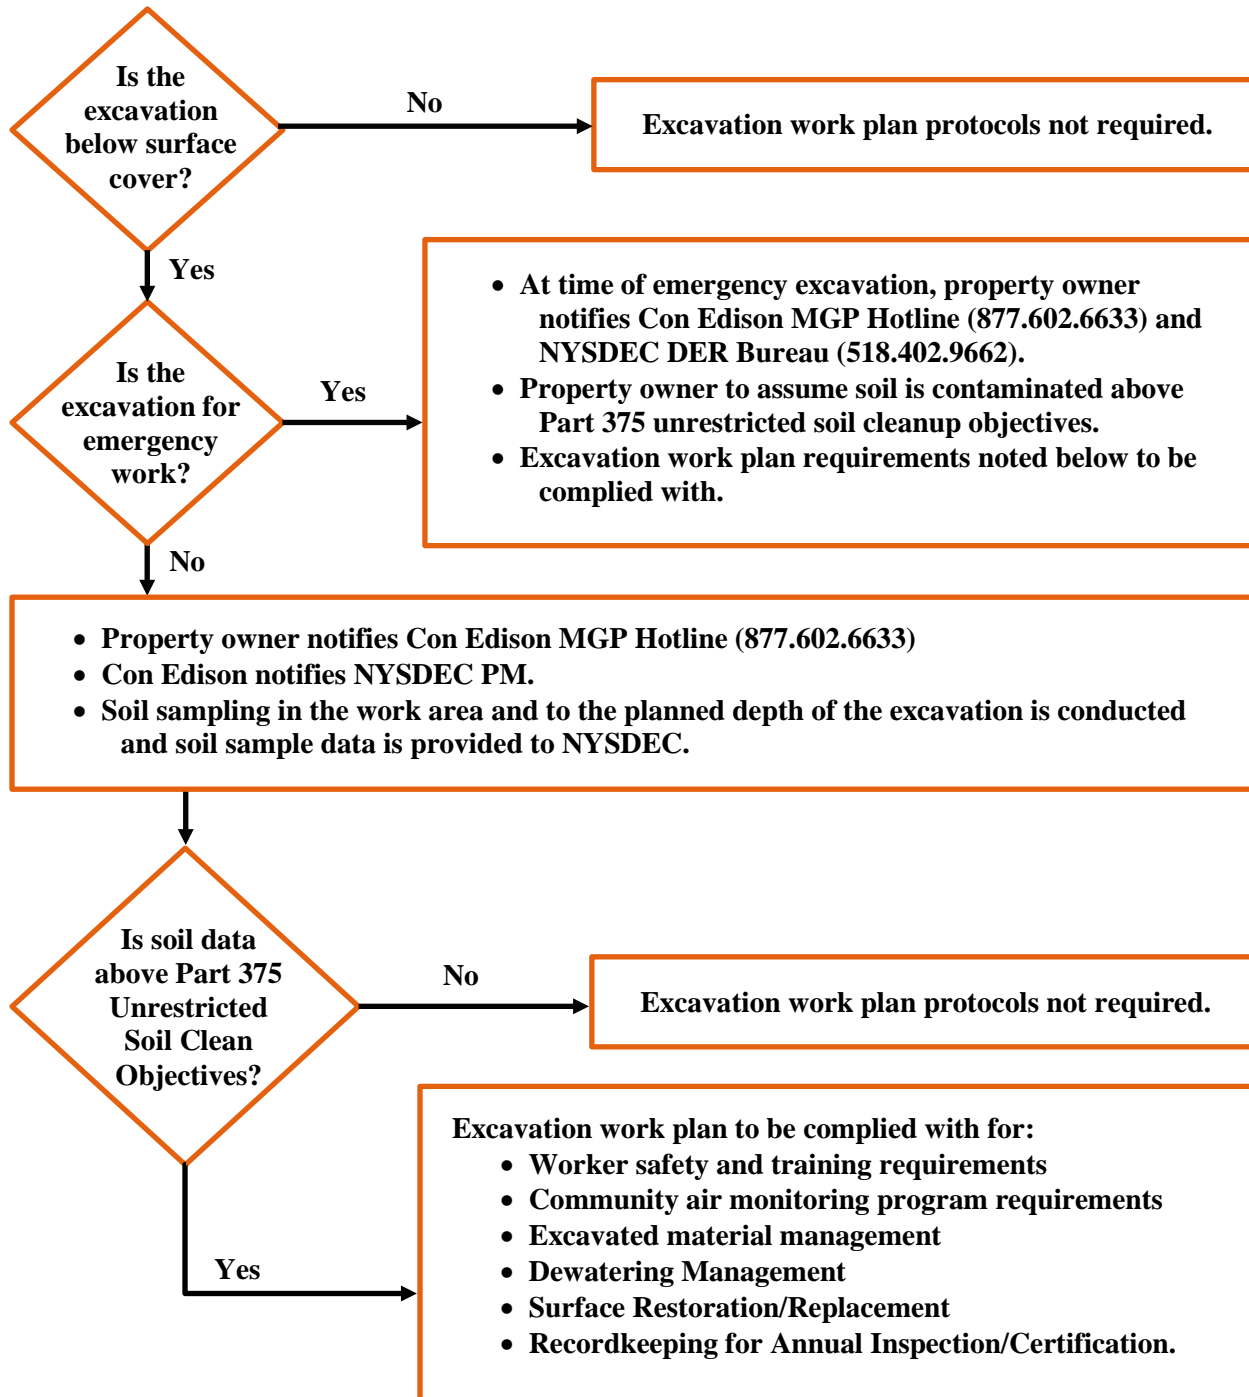 Is the
excavation
below surface
cover?
No
Excavation work plan protocols not required.
Yes
Is the
excavation for
emergency
work?
Yes
• At time of emergency excavation, property owner
notifies Con Edison MGP Hotline (877.602.6633) and
NYSDEC DER Bureau (518.402.9662).
• Property owner to assume soil is contaminated above
Part 375 unrestricted soil cleanup objectives.
• Excavation work plan requirements noted below to be
complied with.
No
• Property owner notifies Con Edison MGP Hotline (877.602.6633)
• Con Edison notifies NYSDEC PM.
• Soil sampling in the work area and to the planned depth of the excavation is conducted
and soil sample data is provided to NYSDEC.
Is soil data
above Part 375
Unrestricted
Soil Clean
Objectives?
No
Excavation work plan protocols not required.
Yes
Excavation work plan to be complied with for:
• Worker safety and training requirements
• Community air monitoring program requirements
• Excavated material management
• Dewatering Management
• Surface Restoration/Replacement
• Recordkeeping for Annual Inspection/Certification.